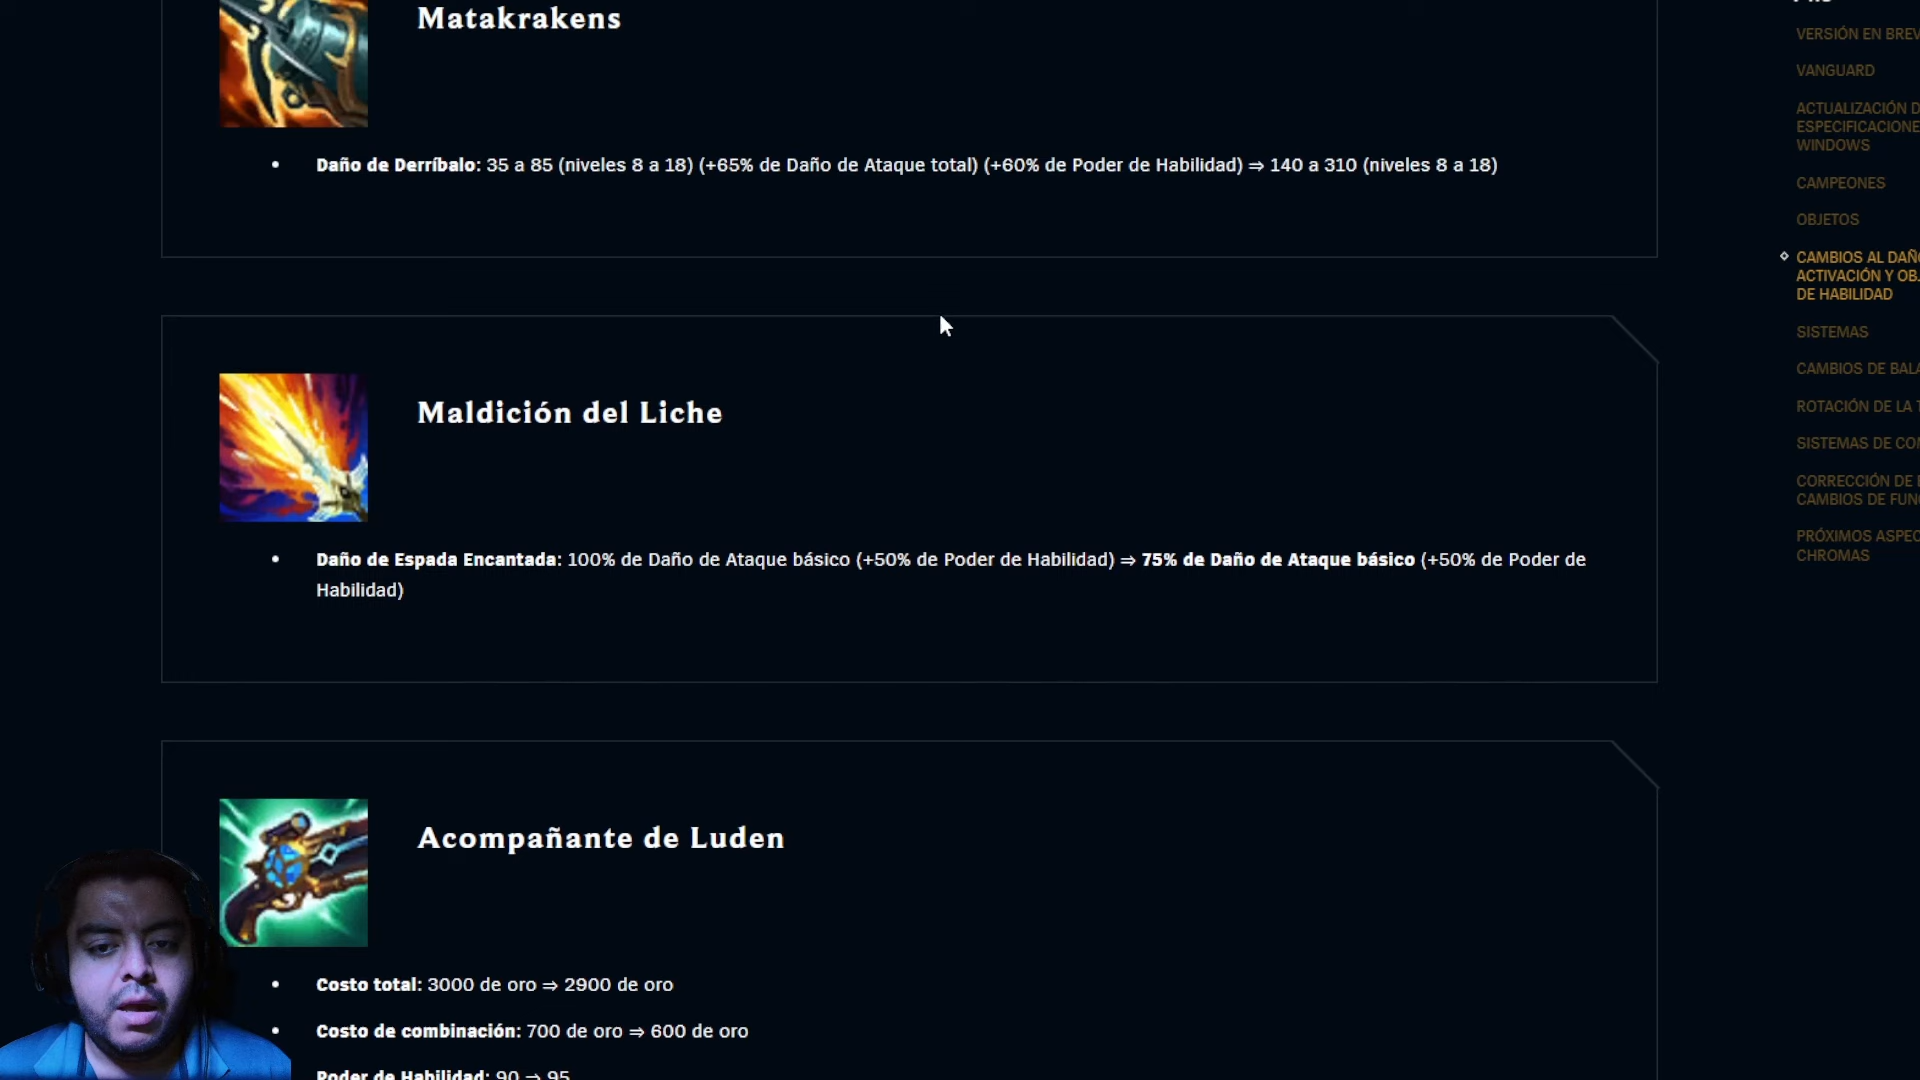 Matakrakens
• Daño de Derríbalo: 35 a 85 (niveles 8 a 18) (+65% de Daño de Ataque total) (+60% de Poder de Habilidad) ⇒ 140 a 310 (niveles 8 a 18)
Maldición del Liche
• Daño de Espada Encantada: 100% de Daño de Ataque básico (+50% de Poder de Habilidad) ⇒ 75% de Daño de Ataque básico (+50% de Poder de
Habilidad)
Acompañante de Luden
• Costo total: 3000 de oro ⇒ 2900 de oro
• Costo de combinación: 700 de oro ⇒ 600 de oro
Poder de Habilidad: 90 ⇒ 95
VERSIÓN EN BREV
VANGUARD
ACTUALIZACIÓN D
ESPECIFICACIONE
WINDOWS
CAMPEONES
OBJETOS
CAMBIOS AL DAÑO
ACTIVACIÓN Y OBJ
DE HABILIDAD
SISTEMAS
CAMBIOS DE BALA
ROTACIÓN DE LA T
SISTEMAS DE COM
CORRECCIÓN DE E
CAMBIOS DE FUN
PRÓXIMOS ASPEC
CHROMAS